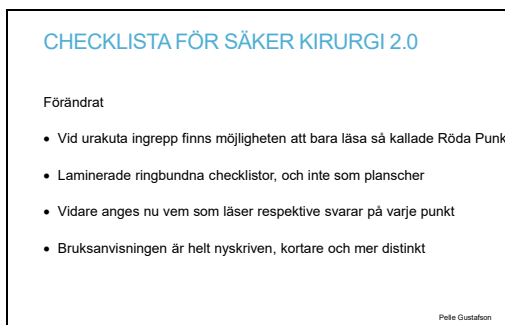 CHECKLISTA FÖR SÄKER KIRURGI 2.0
Förändrat
• Vid urakuta ingrepp finns möjligheten att bara läsa så kallade Röda Punk
• Laminerade ringbundna checklistor, och inte som planscher
• Vidare anges nu vem som läser respektive svarar på varje punkt
• Bruksanvisningen är helt nyskriven, kortare och mer distinkt
Pelle Gustafson